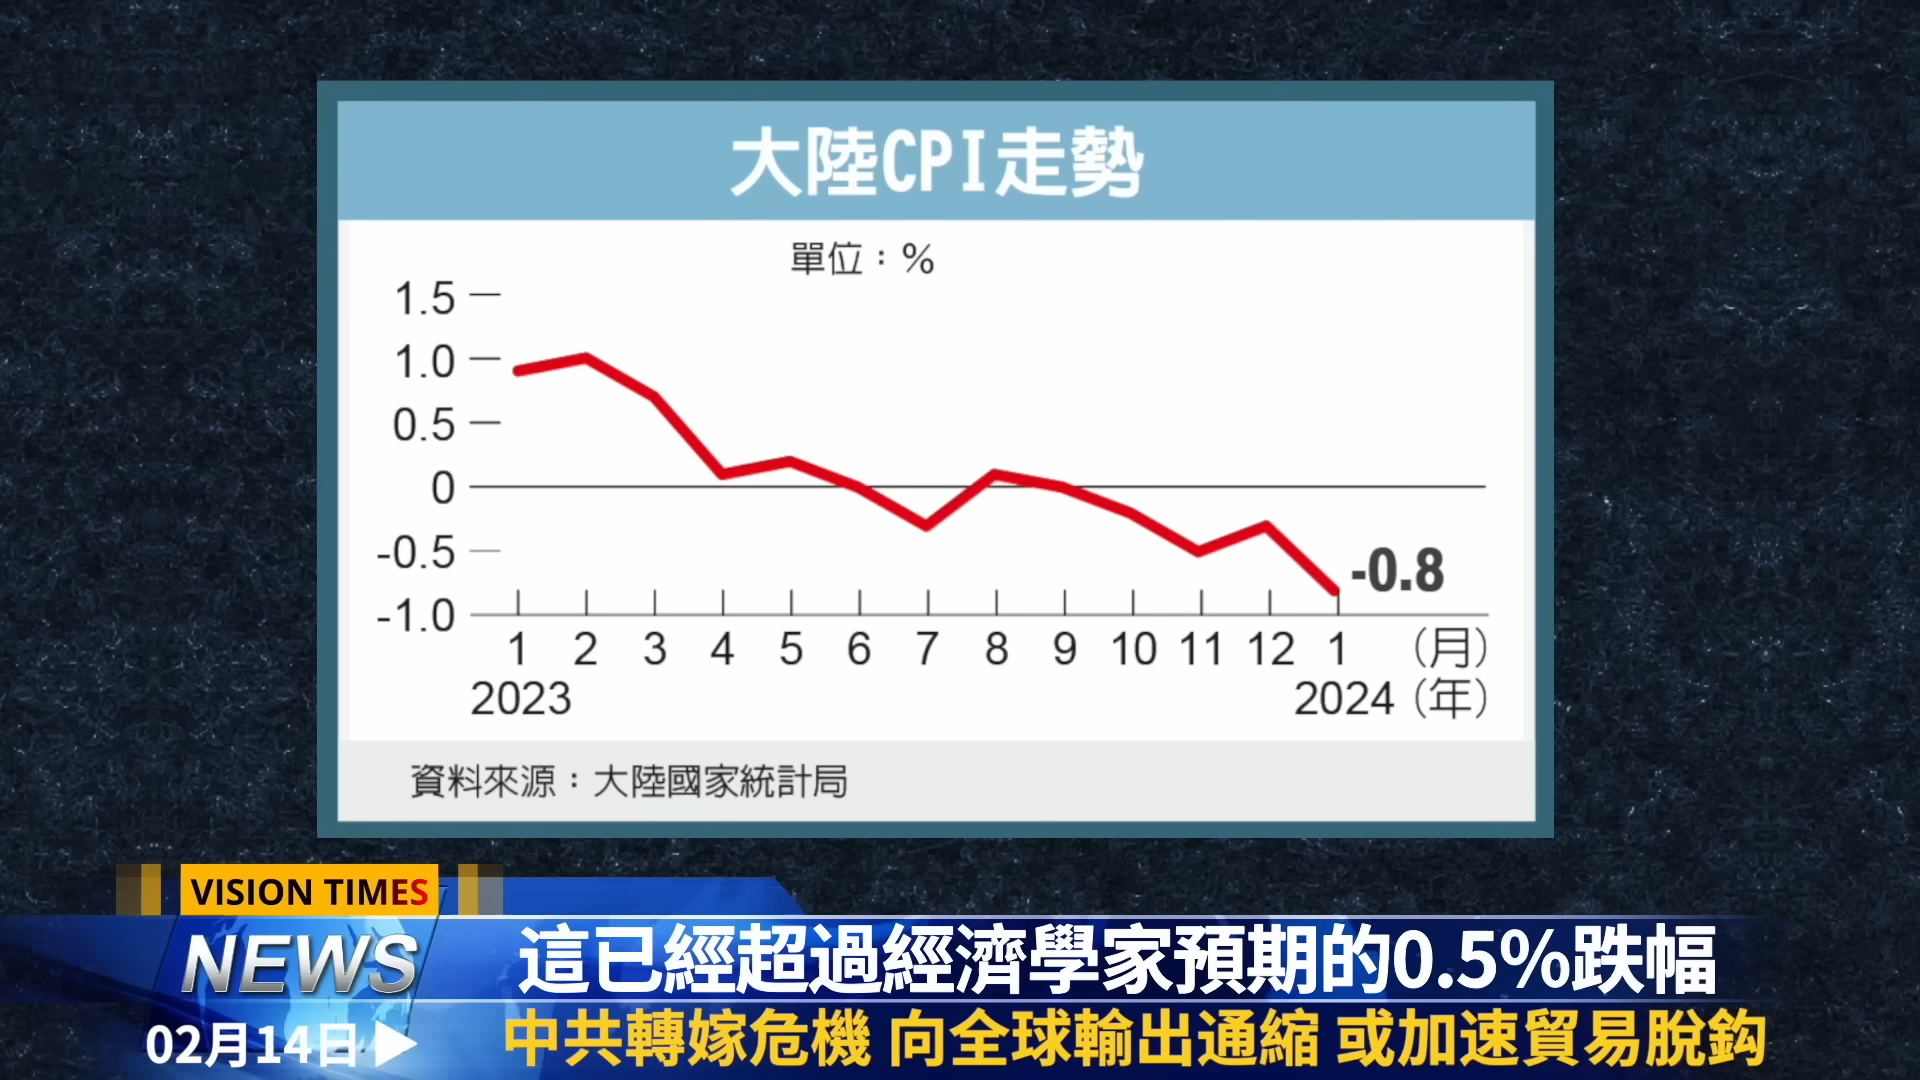 大陸CPI走勢
單位：%
1.5
1.0
0.5
0
-0.5
-1.0
-0.8
1 2 3 4 5 6 7 8 9 10 11 12 1 (月)
2023 2024 (年)
資料來源：大陸國家統計局
VISION TIMES
NEWS
這已經超過經濟學家預期的0.5%跌幅
02月14日
中共轉嫁危機 向全球輸出通縮 或加速貿易脫鈎